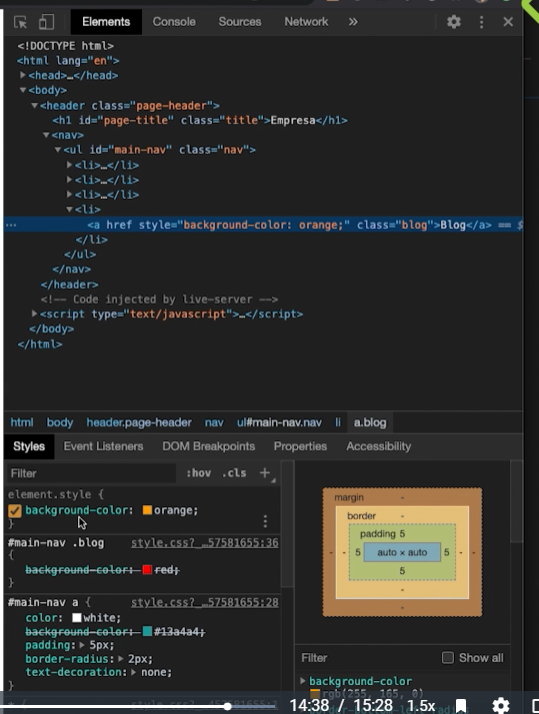 Elements Console Sources Network »
<!DOCTYPE html>
<html lang="en">
<head>…</head>
<body>
<header class="page-header">
<h1 id="page-title" class="title">Empresa</h1>
<nav>
<ul id="main-nav" class="nav">
<li>…</li>
<li>…</li>
<li>…</li>
<li>
<a href style="background-color: orange;" class="blog">Blog</a> == $
</li>
</ul>
</nav>
</header>
<!-- Code injected by live-server -->
<script type="text/javascript">…</script>
</body>
</html>
html body header.page-header nav ul#main-nav.nav li a.blog
Styles Event Listeners DOM Breakpoints Properties Accessibility
Filter :hov .cls +
element.style {
background-color: orange;
}
#main-nav .blog style.css?_…57581655:36
{
background-color: red;
}
#main-nav a { style.css?_…57581655:28
color: white;
background-color: #13a4a4;
padding: 5px;
border-radius: 2px;
text-decoration: none;
}
margin -
border -
padding 5
- - 5 auto × auto 5 - -
5
-
-
Filter Show all
background-color
rgb(255, 165, 0)
14:38 / 15:28 1.5x